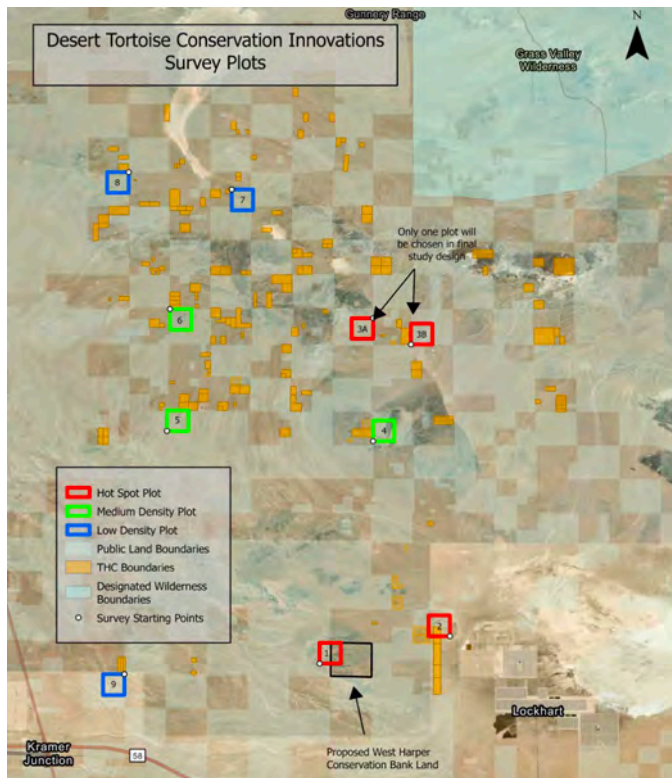 Gunnery Range
Desert Tortoise Conservation Innovations
Survey Plots
N
Grass Valley
Wilderness
8
7
Only one plot will
be chosen in final
study design
6
3A
3B
5
4
Hot Spot Plot
Medium Density Plot
Low Density Plot
Public Land Boundaries
THC Boundaries
Designated Wilderness
Boundaries
Survey Starting Points
2
1
9
Lockhart
Kramer
Junction
58
Proposed West Harper
Conservation Bank Land